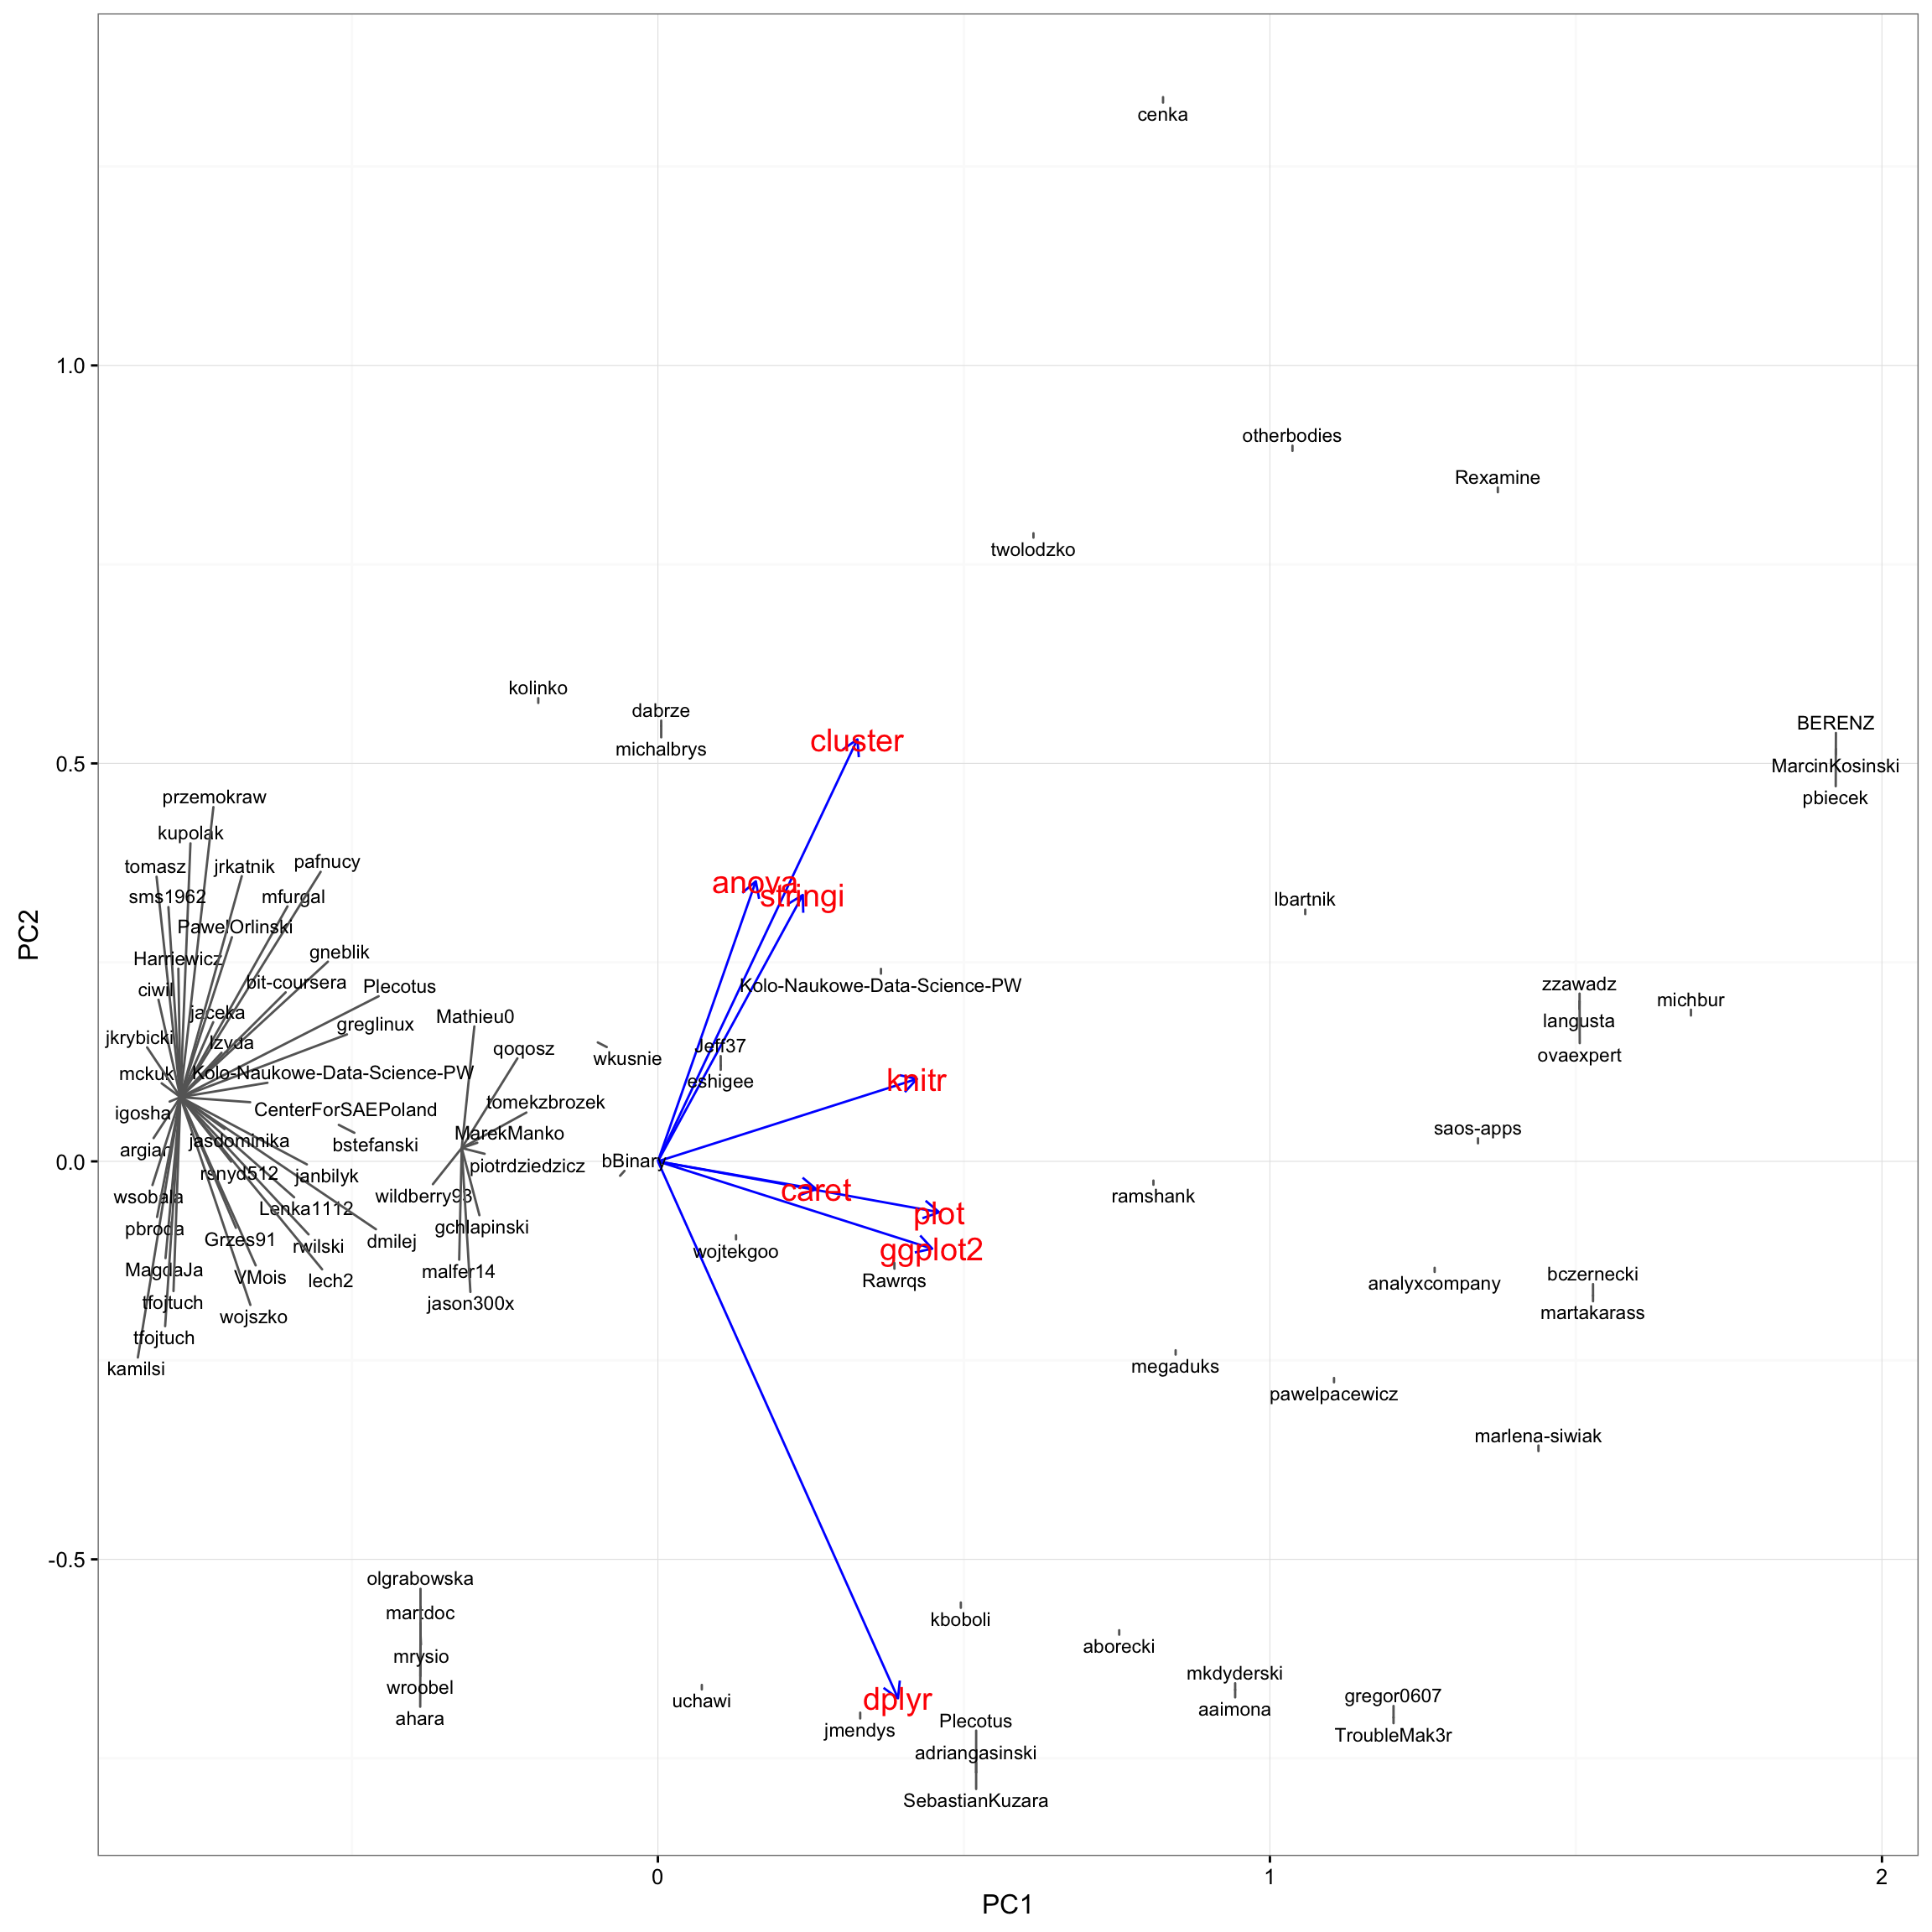 cenka
1.0
otherbodies
Rexamine
twolodzko
kolinko
dabrze
michalbrys
cluster
BERENZ
0.5
MarcinKosinski
pbiecek
przemokraw
kupolak
tomasz
jrkatnik
pafnucy
sms1962
mfurgal
anova
stringi
lbartnik
PawelOrlinski
PC2
Harriewicz
gneblik
ciwil
bit-coursera
Plecotus
Kolo-Naukowe-Data-Science-PW
zzawadz
michbur
jaceka
greglinux
Mathieu0
langusta
jkrybicki
lzyda
qoqosz
wkusnie
Jeff37
ovaexpert
mckuk
Kolo-Naukowe-Data-Science-PW
eshigee
knitr
igosha
CenterForSAEPoland
tomekzbrozek
argian
jasdominika
bstefanski
MarekManko
saos-apps
0.0
rsnyd512
janbilyk
piotrdziedzicz
bBinary
wsobala
Lenka1112
wildberry93
caret
ramshank
pbroda
Grzes91
rwilski
dmilej
gchlapinski
plot
MagdaJa
VMois
lech2
malfer14
wojtekgoo
ggplot2
Rawrqs
analyxcompany
bczernecki
tfojtuch
wojszko
jason300x
martakarass
tfojtuch
kamilsi
megaduks
pawelpacewicz
marlena-siwiak
-0.5
olgrabowska
martdoc
kboboli
mrysio
aborecki
wroobel
uchawi
dplyr
mkdyderski
ahara
aaimona
gregor0607
jmendys
Plecotus
TroubleMak3r
adriangasinski
SebastianKuzara
0
1
2
PC1